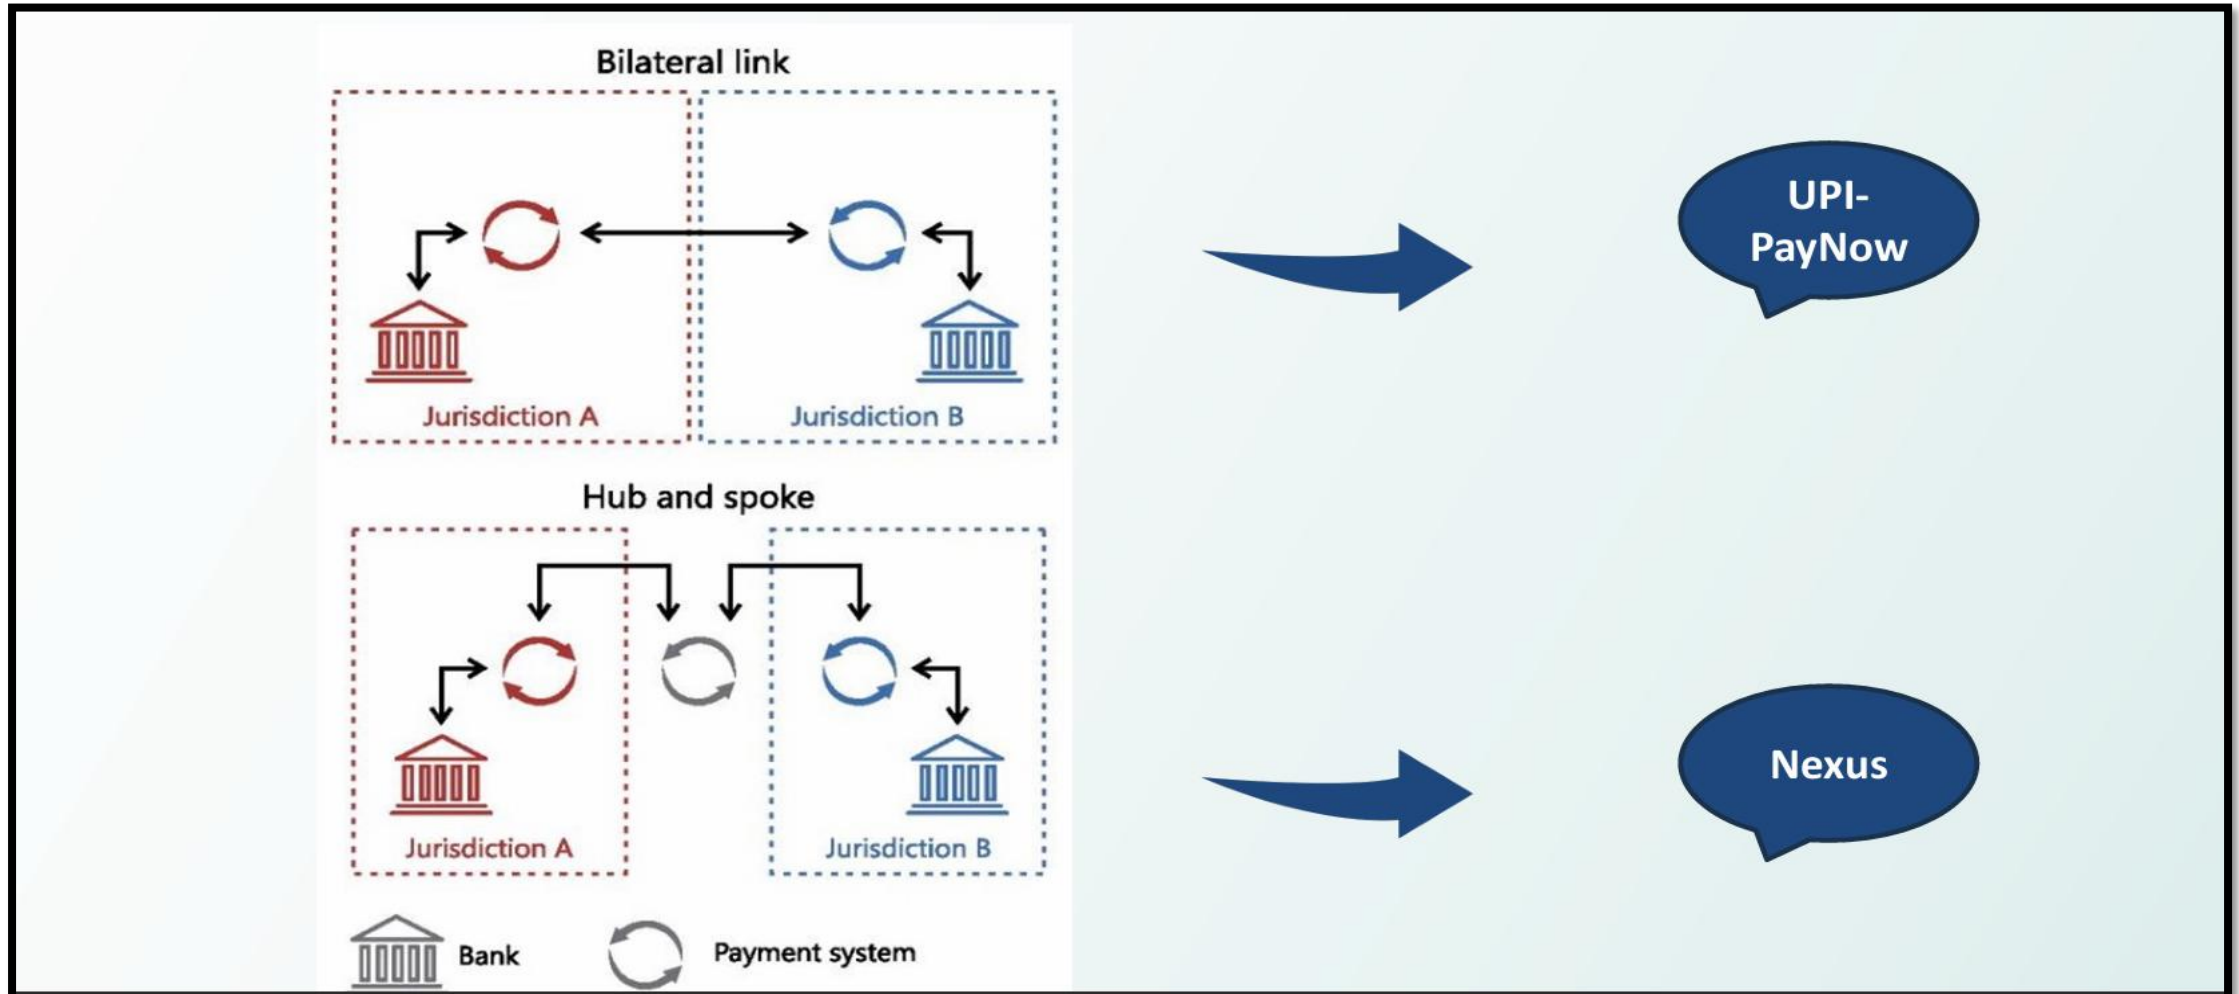 Bilateral link
UPI-
PayNow
Jurisdiction A
Jurisdiction B
Hub and spoke
Nexus
Jurisdiction A
Jurisdiction B
Bank
Payment system